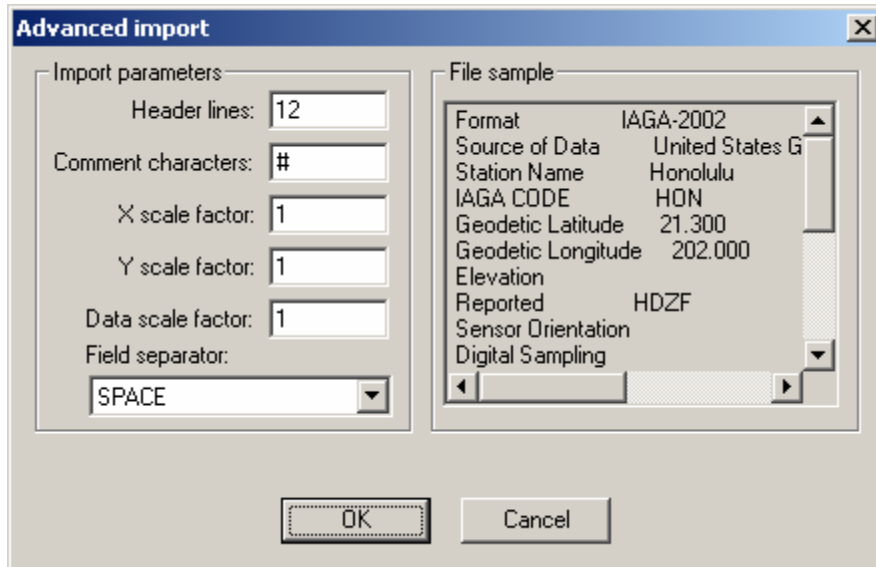 Advanced import
Import parameters
Header lines: 12
Comment characters: #
X scale factor: 1
Y scale factor: 1
Data scale factor: 1
Field separator:
SPACE
File sample
Format IAGA-2002
Source of Data United States G
Station Name Honolulu
IAGA CODE HON
Geodetic Latitude 21.300
Geodetic Longitude 202.000
Elevation
Reported HDZF
Sensor Orientation
Digital Sampling
OK
Cancel